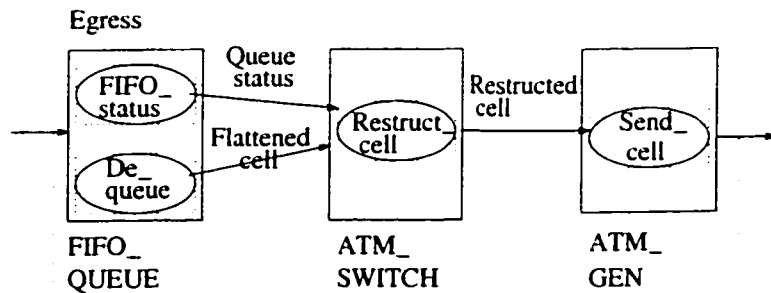 Egress
FIFO_
status
De_
queue
FIFO_
QUEUE
Queue
status
Flattened
cell
Restruct_
cell
ATM_
SWITCH
Restructed
cell
Send_
cell
ATM_
GEN